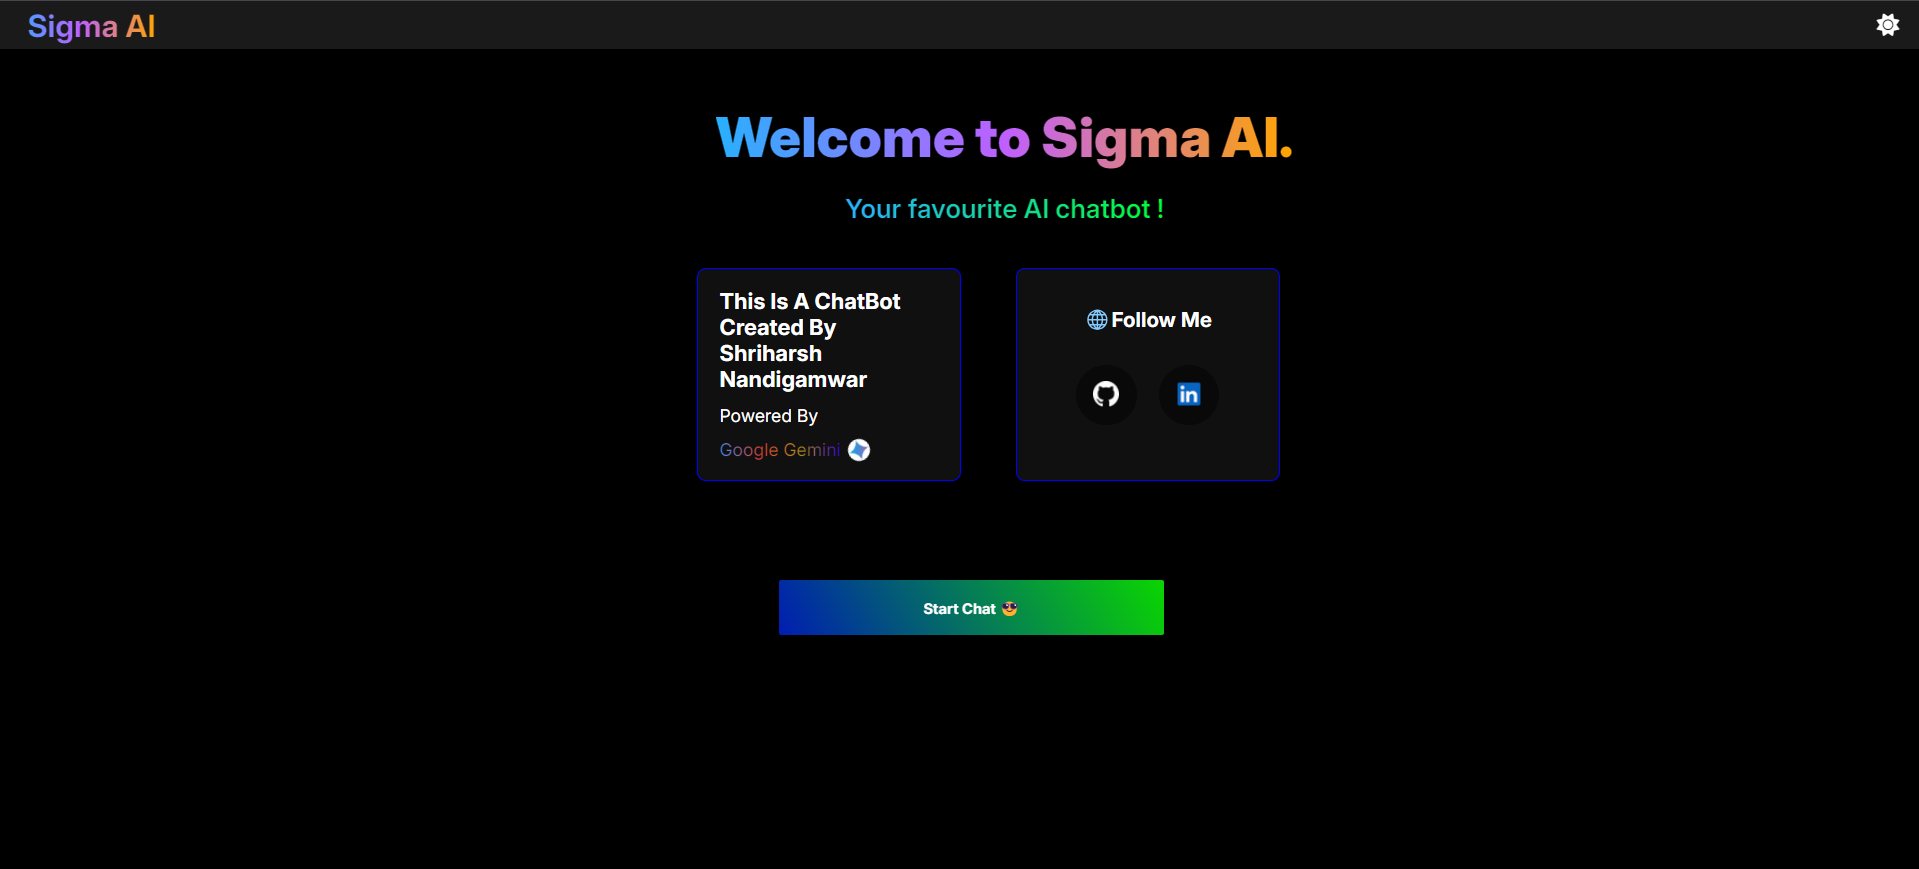 Sigma AI
Welcome to Sigma AI.
Your favourite AI chatbot !
This Is A ChatBot
Created By
Shriharsh
Nandigamwar
Powered By
Google Gemini
🌐 Follow Me
in
Start Chat 😎